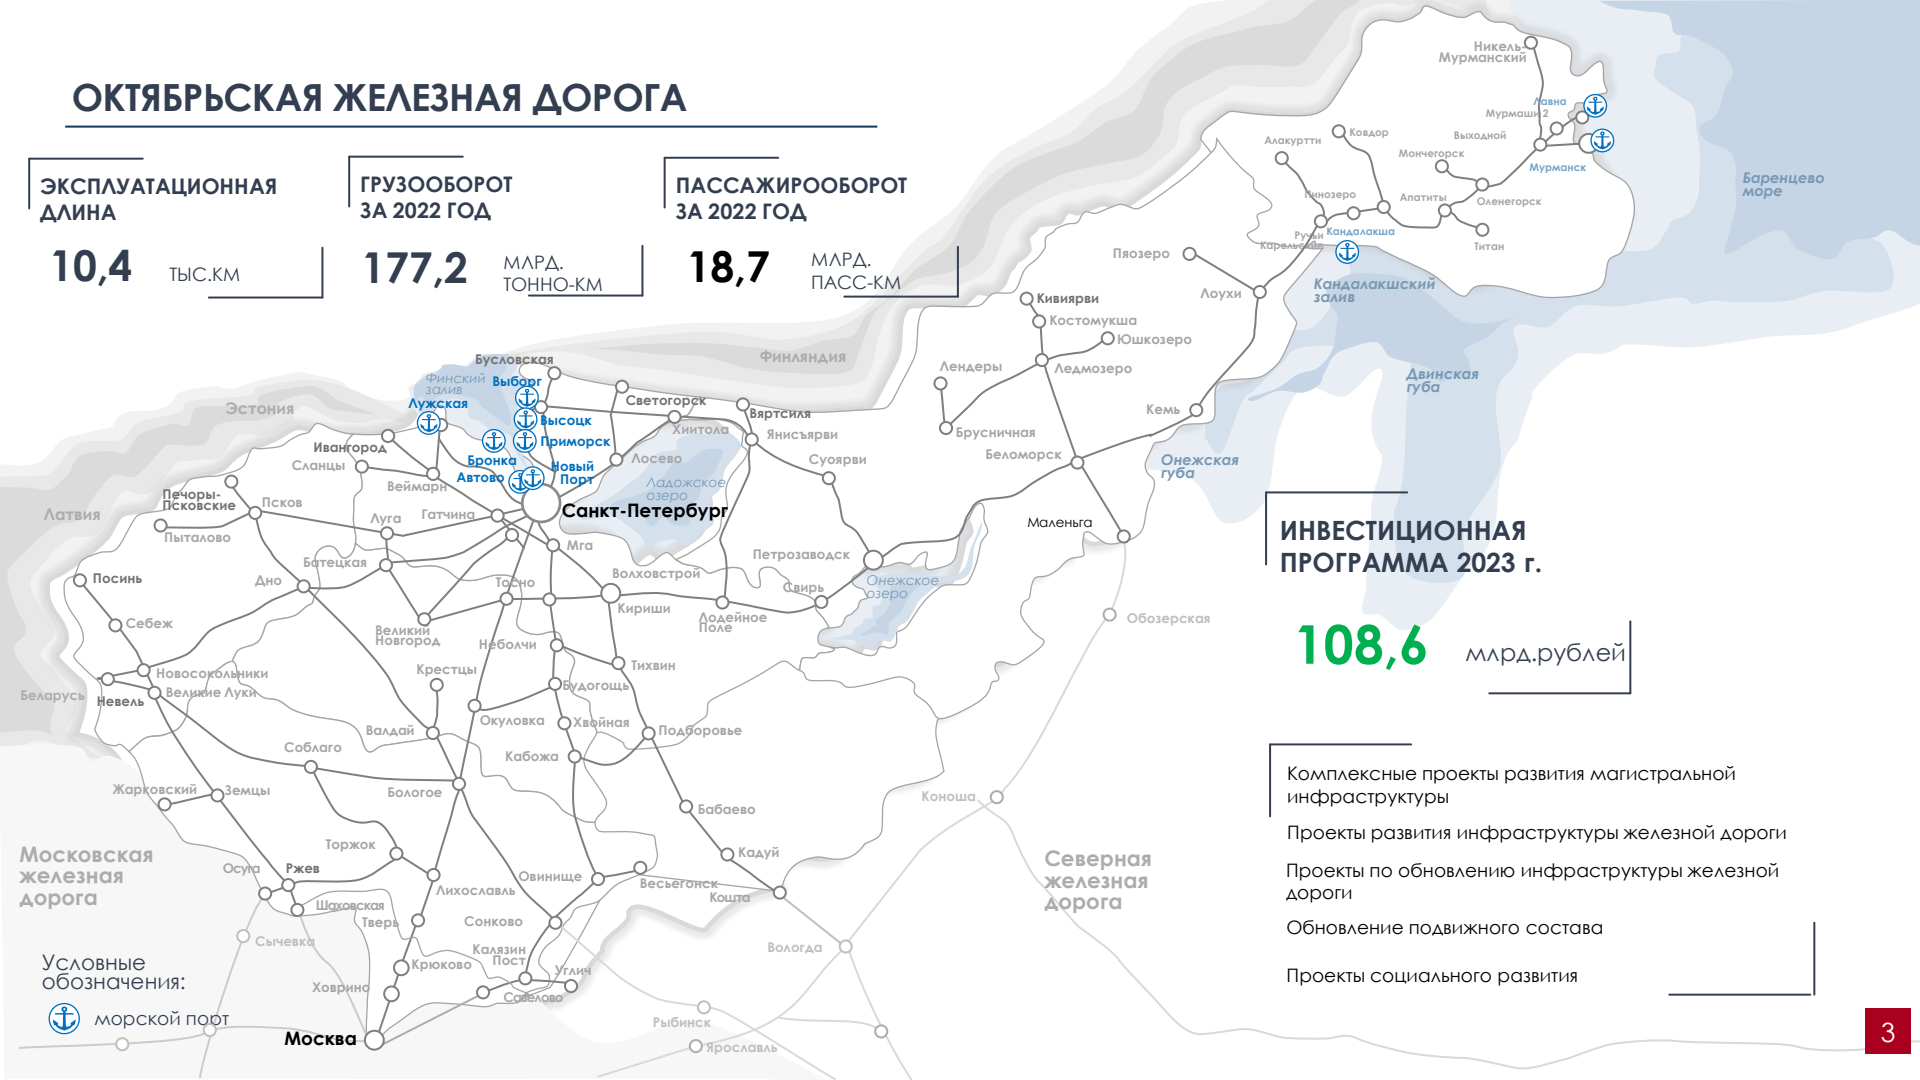 ОКТЯБРЬСКАЯ ЖЕЛЕЗНАЯ ДОРОГА
ЭКСПЛУАТАЦИОННАЯ
ДЛИНА
10,4 ТЫС.КМ
ГРУЗООБОРОТ
ЗА 2022 ГОД
177,2 МЛРД.
ТОННО-КМ
ПАССАЖИРООБОРОТ
ЗА 2022 ГОД
18,7 МЛРД.
ПАСС-КМ
Никель-
Мурманский
Лавна
Мурмаши 2
Выходной
Мурманск
Ковдор
Алакуртти
Мончегорск
Пинозеро
Апатиты
Оленегорск
Титан
Ручьи
Карельские
Кандалакша
Баренцево
море
Кандалакшский
залив
Пяозеро
Лоухи
Кивиярви
Костомукша
Юшкозеро
Ледмозеро
Лендеры
Брусничная
Кемь
Беломорск
Двинская
губа
Онежская
губа
Маленьга
Обозерская
Финляндия
Эстония
Латвия
Беларусь
Бусловская
Финский
залив
Выборг
Лужская
Высоцк
Приморск
Бронка
Автово
Новый
Порт
Санкт-Петербург
Светогорск
Хиитола
Вяртсиля
Янисъярви
Суоярви
Лосево
Ладожское
озеро
Ивангород
Сланцы
Веймарн
Печоры-
Псковские
Псков
Пыталово
Луга
Гатчина
Мга
Батецкая
Тосно
Волховстрой
Кириши
Петрозаводск
Свирь
Лодейное
Поле
Онежское
озеро
Посинь
Дно
Себеж
Великий
Новгород
Неболчи
Тихвин
Новосокольники
Великие Луки
Невель
Крестцы
Будогощь
Окуловка
Хвойная
Подборовье
Валдай
Кабожа
Соблаго
Бологое
Жарковский
Земцы
Бабаево
Коноша
Торжок
Кадуй
Осуга
Ржев
Лихославль
Овинище
Весьегонск
Кошта
Шаховская
Тверь
Сонково
Вологда
Сычевка
Калязин
Пост
Крюково
Углич
Ховрино
Савелово
Рыбинск
Ярославль
Москва
Московская
железная
дорога
Северная
железная
дорога
Условные
обозначения:
морской порт
ИНВЕСТИЦИОННАЯ
ПРОГРАММА 2023 г.
108,6 млрд.рублей
Комплексные проекты развития магистральной
инфраструктуры
Проекты развития инфраструктуры железной дороги
Проекты по обновлению инфраструктуры железной
дороги
Обновление подвижного состава
Проекты социального развития
3